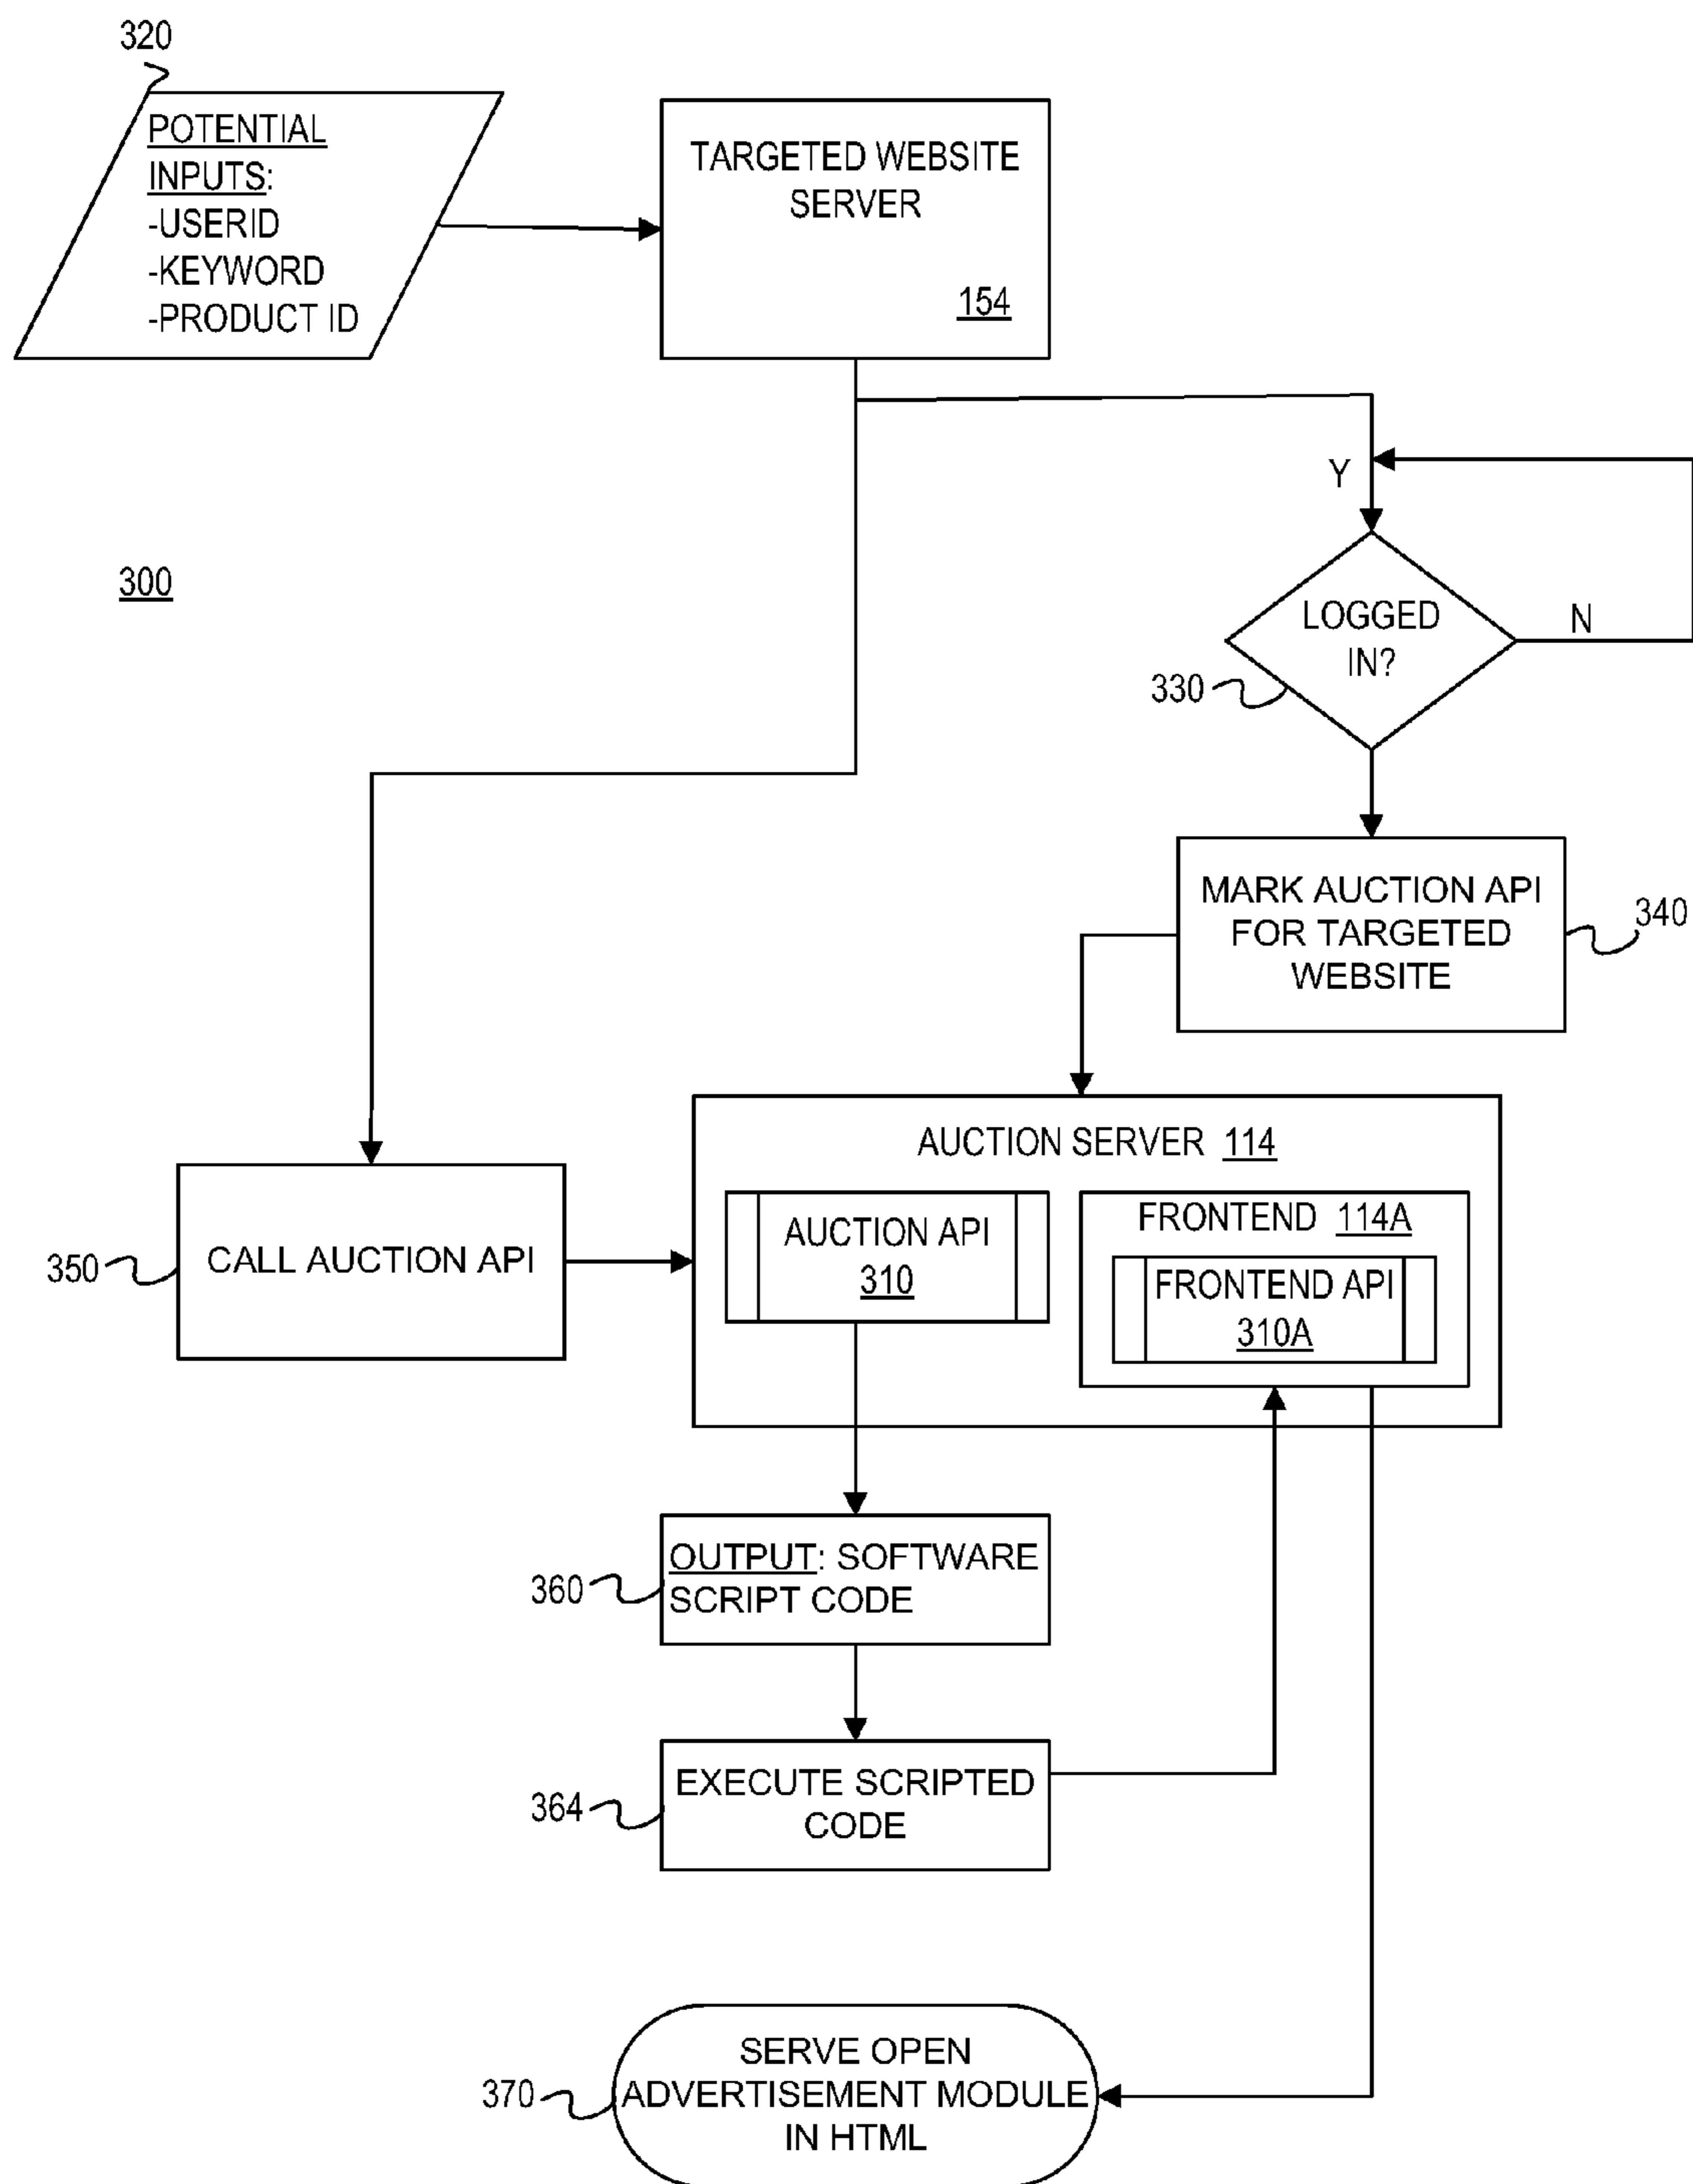 320
POTENTIAL
INPUTS:
-USERID
-KEYWORD
-PRODUCT ID
TARGETED WEBSITE
SERVER
154
300
Y
LOGGED
IN?
N
330
MARK AUCTION API
FOR TARGETED
WEBSITE
340
AUCTION SERVER 114
AUCTION API
310
FRONTEND 114A
FRONTEND API
310A
350
CALL AUCTION API
360
OUTPUT: SOFTWARE
SCRIPT CODE
364
EXECUTE SCRIPTED
CODE
370
SERVE OPEN
ADVERTISEMENT MODULE
IN HTML